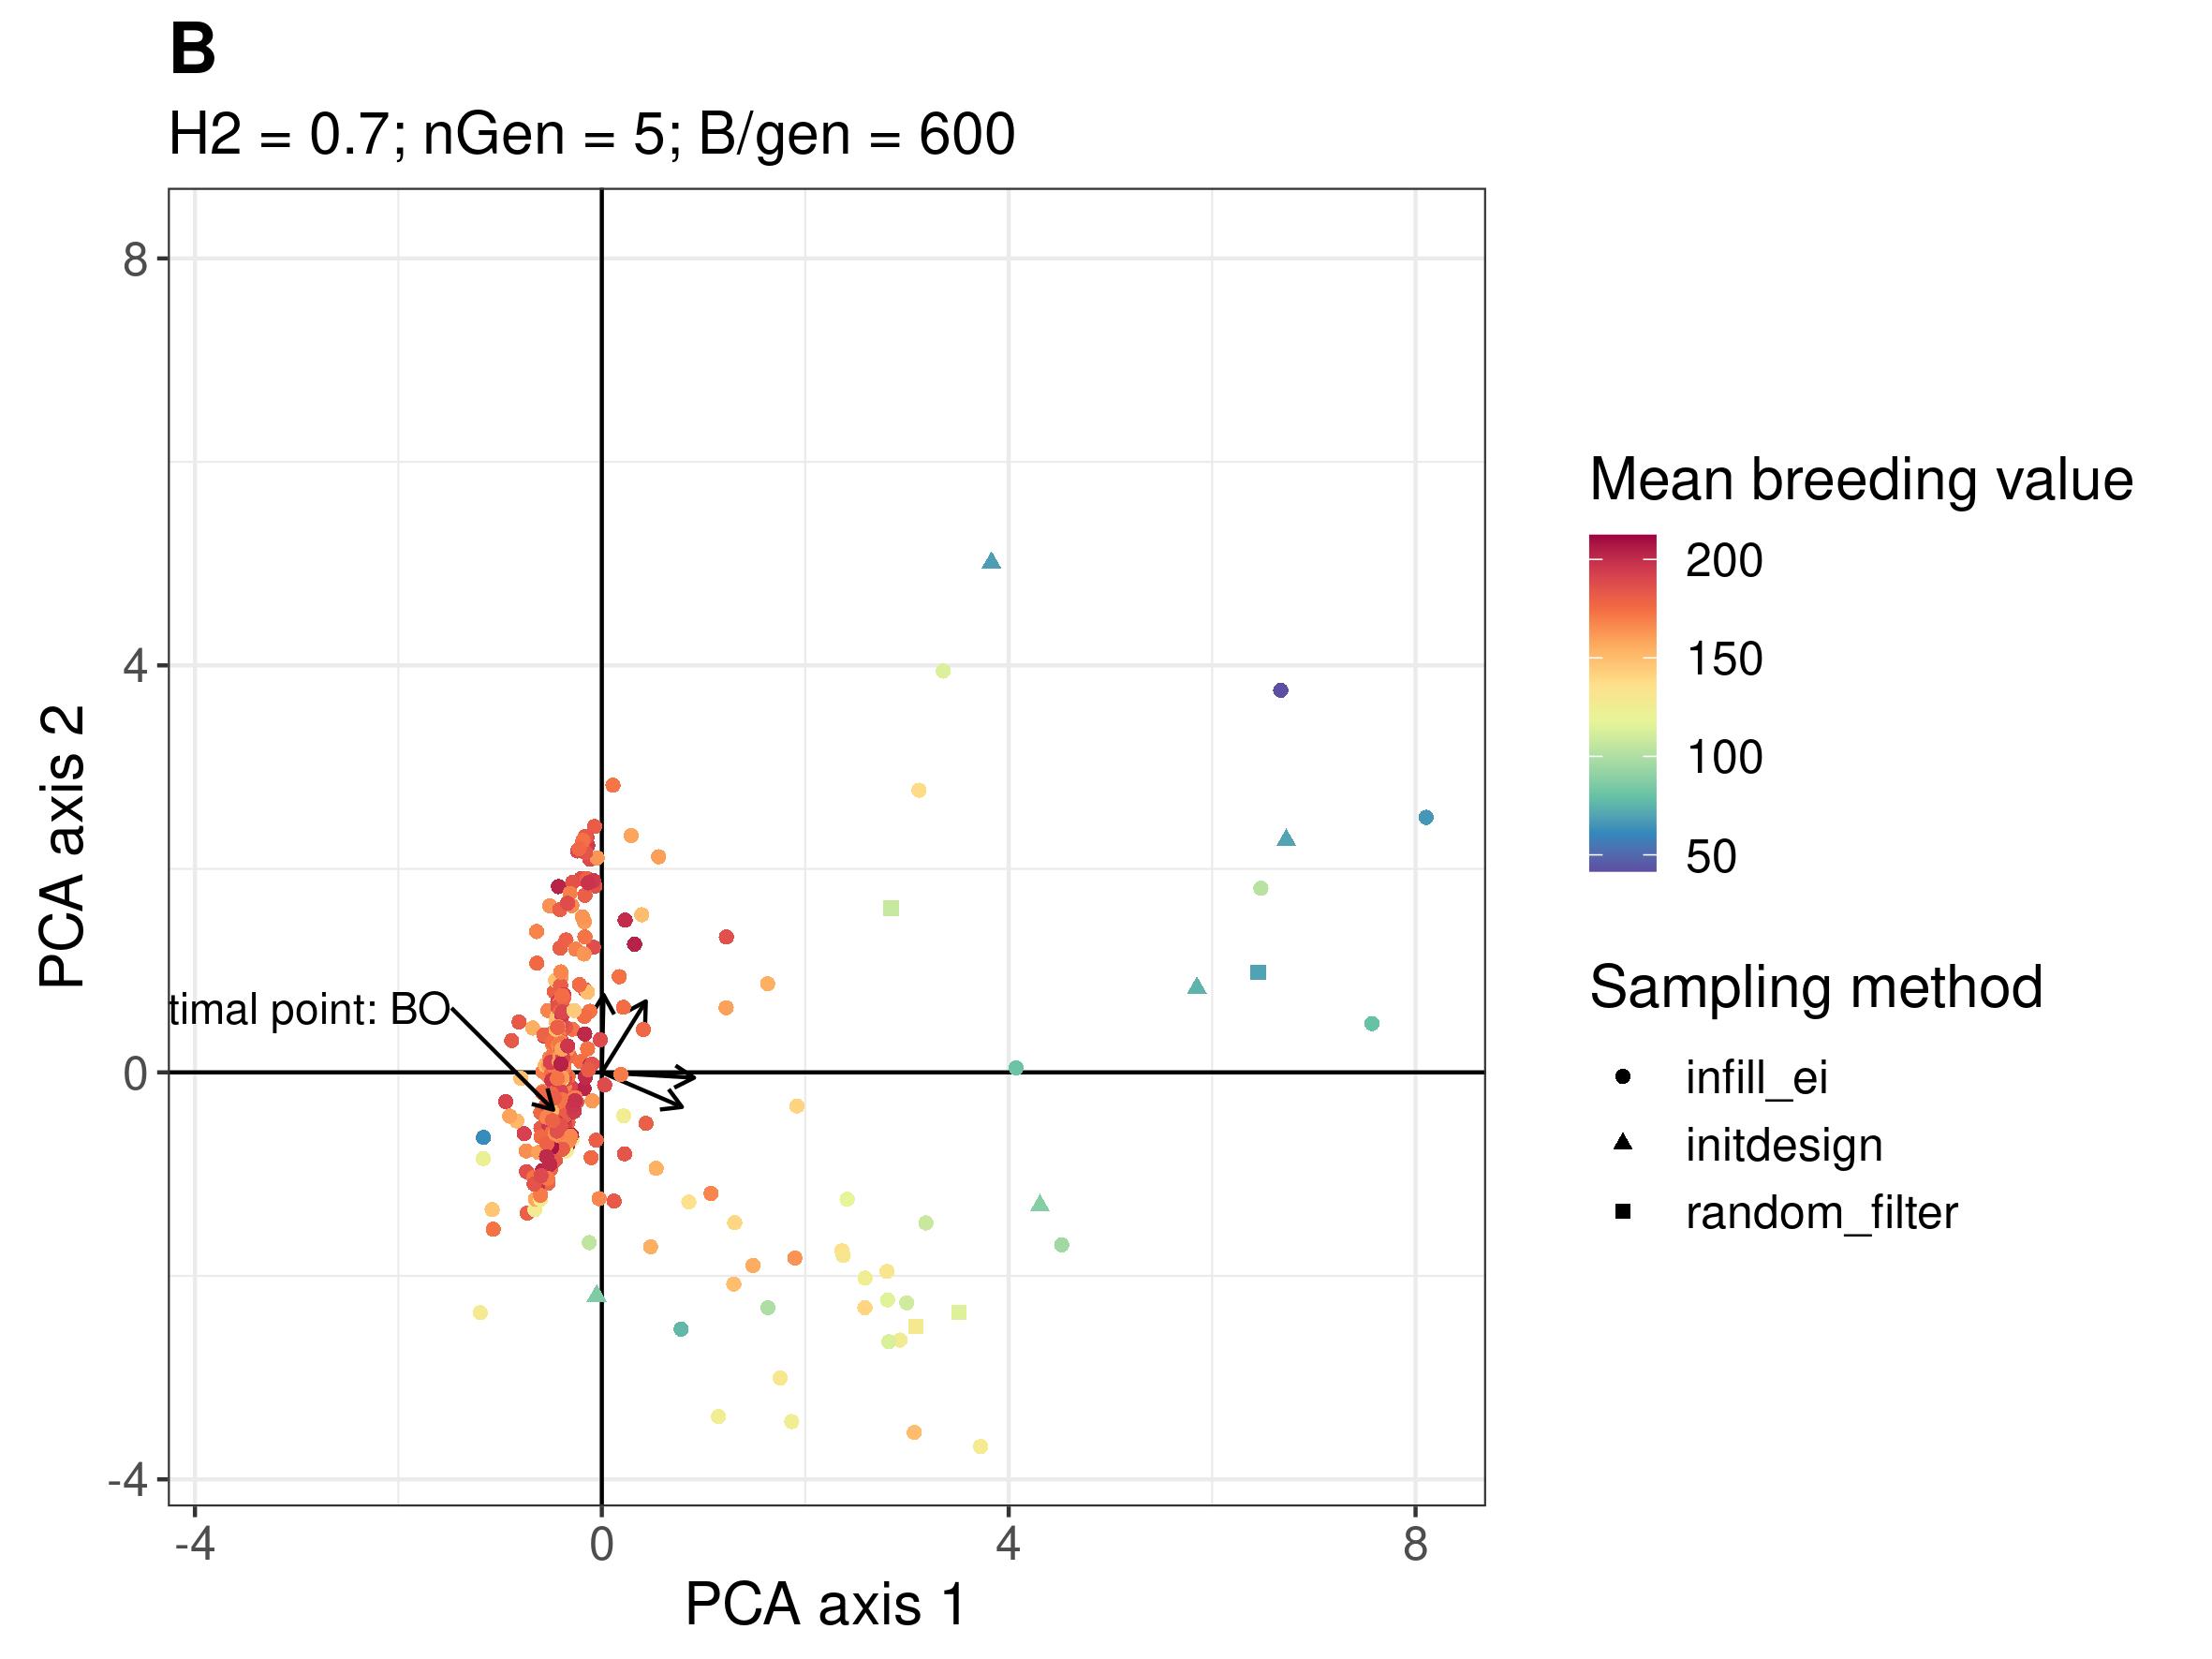 B
H2 = 0.7; nGen = 5; B/gen = 600
PCA axis 2
8
4
0
-4
timal point: BO
-4
0
4
8
PCA axis 1
Mean breeding value
200
150
100
50
Sampling method
infill_ei
initdesign
random_filter